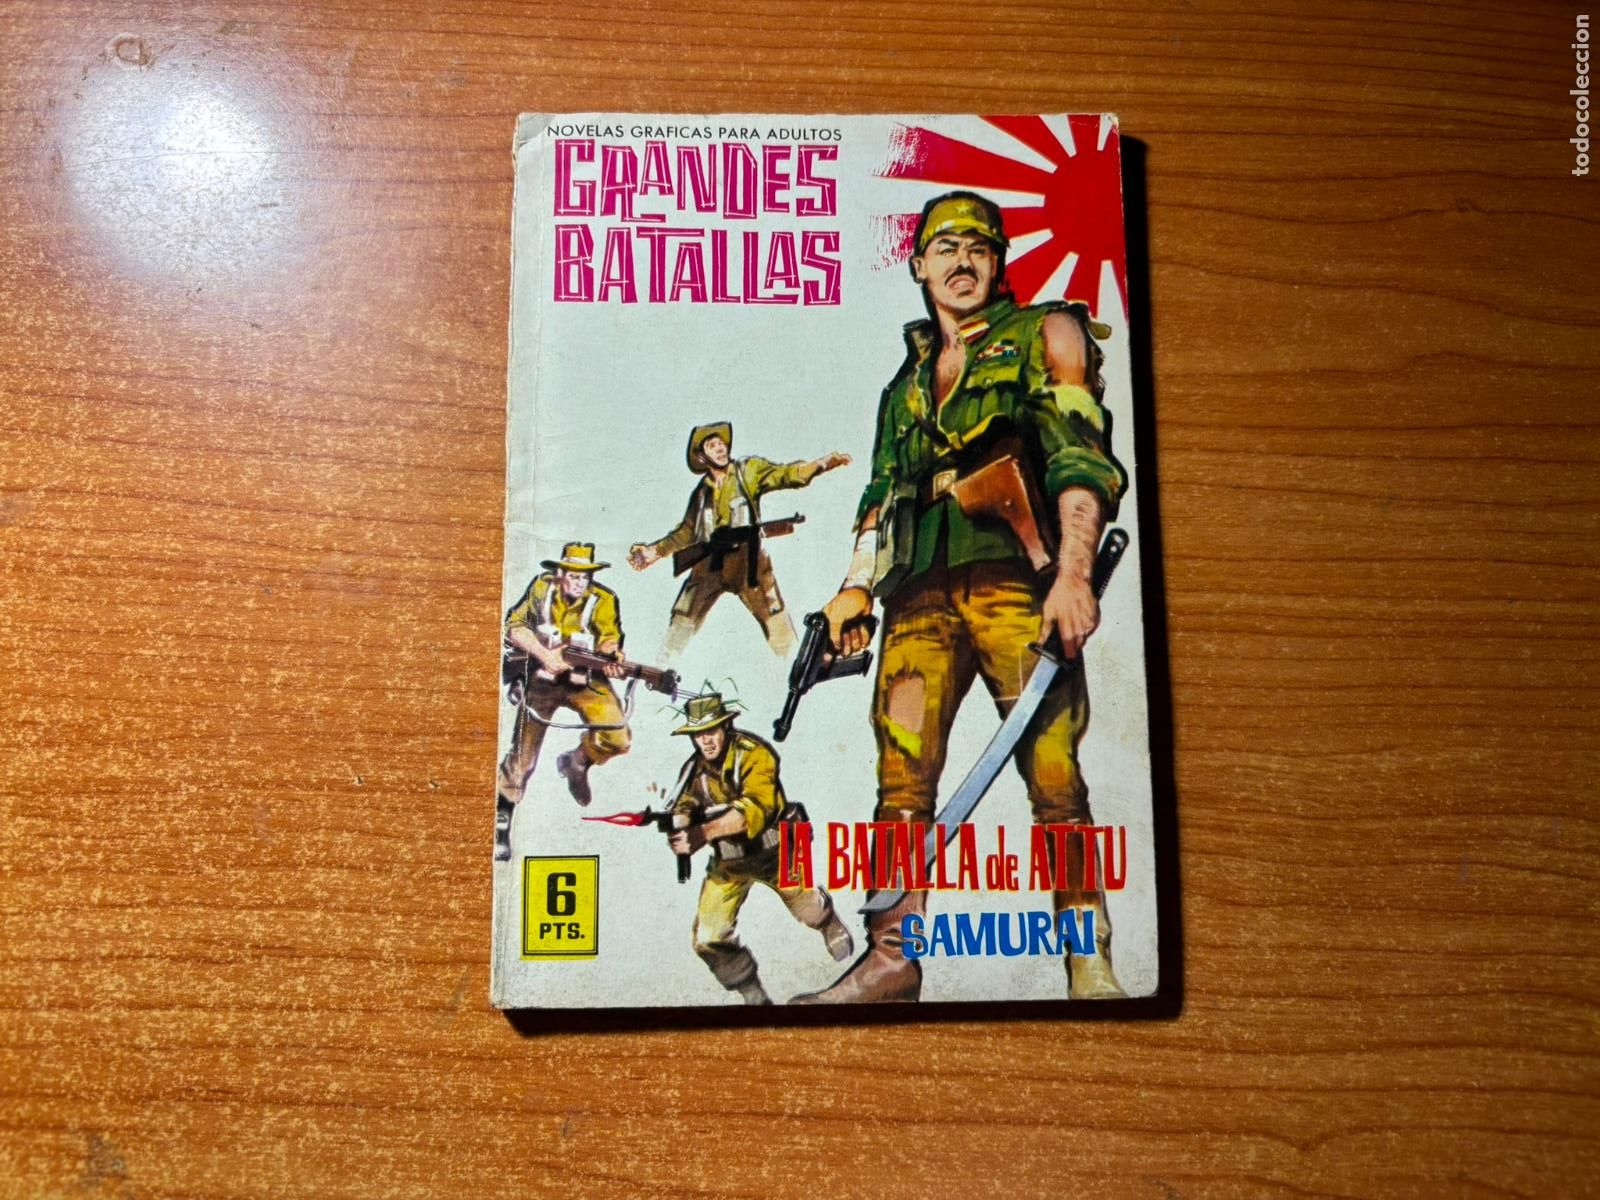 NOVELAS GRAFICAS PARA ADULTOS
GRANDES
BATALLAS
LA BATALLA de ATTU
SAMURAI
6
PTS.
todocoleccion